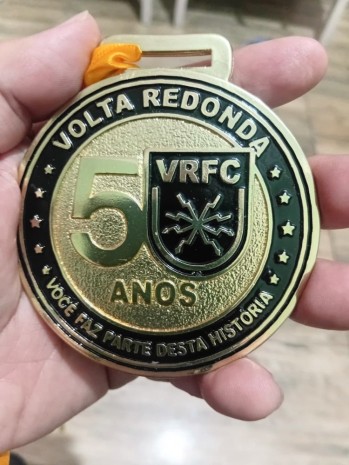 VOLTA REDONDA
50
VRFC
ANOS
VOCÊ FAZ PARTE DESTA HISTÓRIA